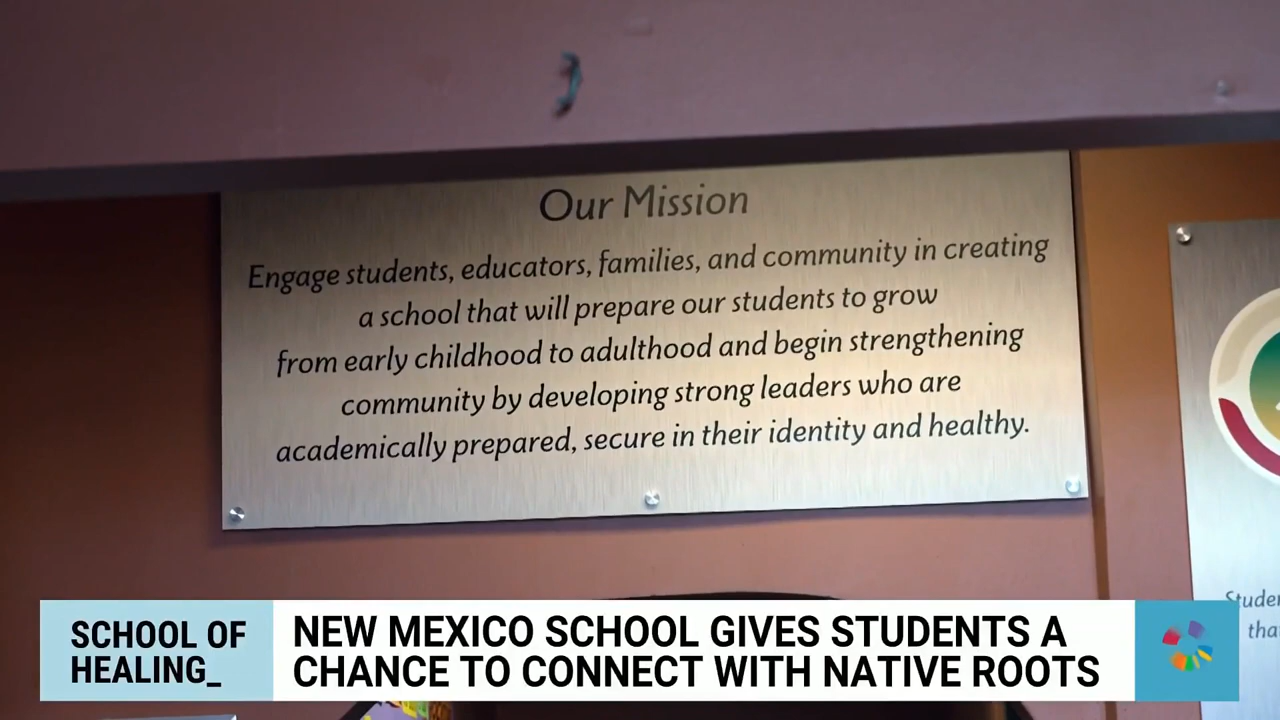 Our Mission
Engage students, educators, families, and community in creating
a school that will prepare our students to grow
from early childhood to adulthood and begin strengthening
community by developing strong leaders who are
academically prepared, secure in their identity and healthy.
SCHOOL OF
HEALING_
NEW MEXICO SCHOOL GIVES STUDENTS A
CHANCE TO CONNECT WITH NATIVE ROOTS